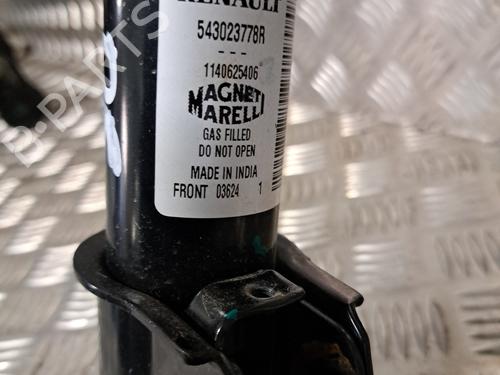 RENAULT
543023778R
---
1140625406
MAGNETI
MARELLI
GAS FILLED
DO NOT OPEN
MADE IN INDIA
FRONT 03624 1
B-PARTS